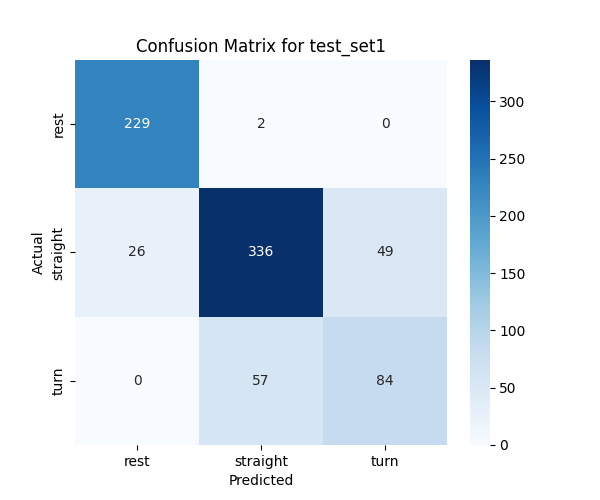 Confusion Matrix for test_set1
rest 229 2 0
straight 26 336 49
turn 0 57 84
Actual
rest straight turn
Predicted
300
250
200
150
100
50
0